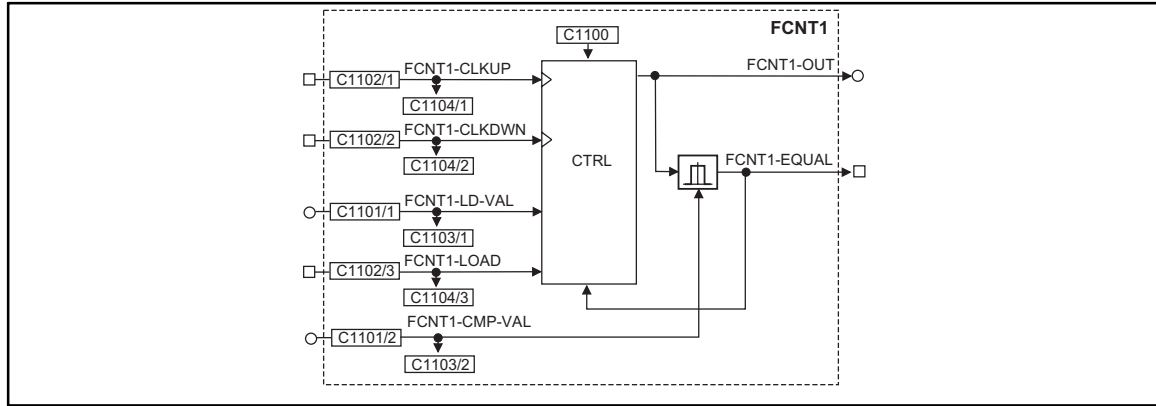 FCNT1
C1100
FCNT1-CLKUP
FCNT1-OUT
C1102/1
C1104/1
FCNT1-CLKDWN
C1102/2
C1104/2
CTRL
FCNT1-EQUAL
FCNT1-LD-VAL
C1101/1
C1103/1
FCNT1-LOAD
C1102/3
C1104/3
FCNT1-CMP-VAL
C1101/2
C1103/2